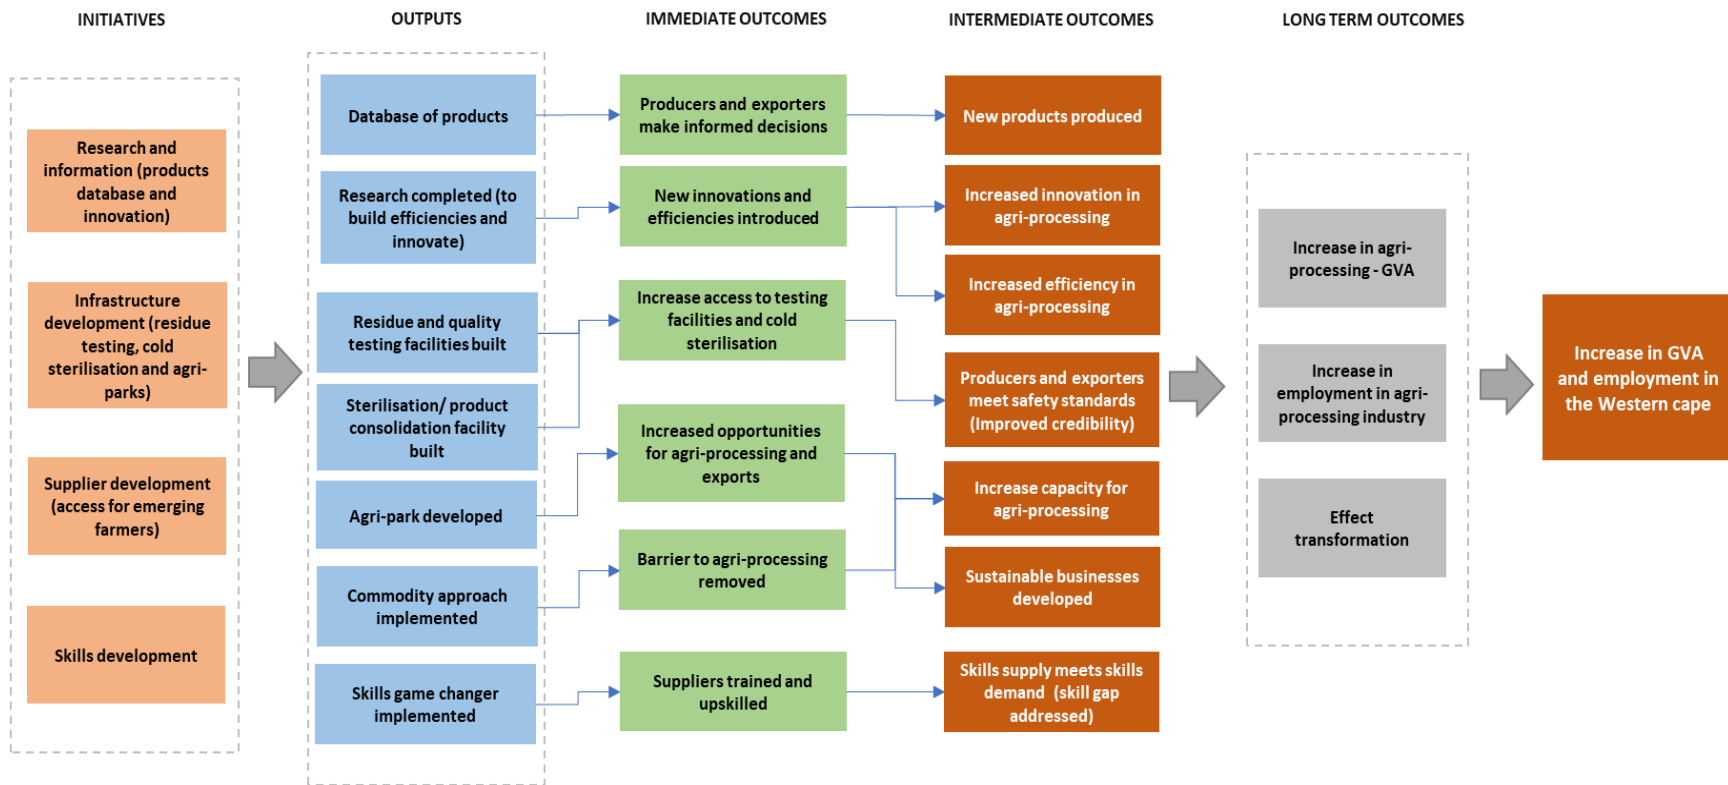 INITIATIVES
OUTPUTS
IMMEDIATE OUTCOMES
INTERMEDIATE OUTCOMES
LONG TERM OUTCOMES
Research and
information (products
database and
innovation)
Infrastructure
development (residue
testing, cold
sterilisation and agri-
parks)
Supplier development
(access for emerging
farmers)
Skills development
Database of products
Research completed (to
build efficiencies and
innovate)
Residue and quality
testing facilities built
Sterilisation/ product
consolidation facility
built
Agri-park developed
Commodity approach
implemented
Skills game changer
implemented
Producers and exporters
make informed decisions
New innovations and
efficiencies introduced
Increase access to testing
facilities and cold
sterilisation
Increased opportunities
for agri-processing and
exports
Barrier to agri-processing
removed
Suppliers trained and
upskilled
New products produced
Increased innovation in
agri-processing
Increased efficiency in
agri-processing
Producers and exporters
meet safety standards
(Improved credibility)
Increase capacity for
agri-processing
Sustainable businesses
developed
Skills supply meets skills
demand (skill gap
addressed)
Increase in agri-
processing - GVA
Increase in
employment in agri-
processing industry
Effect
transformation
Increase in GVA
and employment in
the Western cape